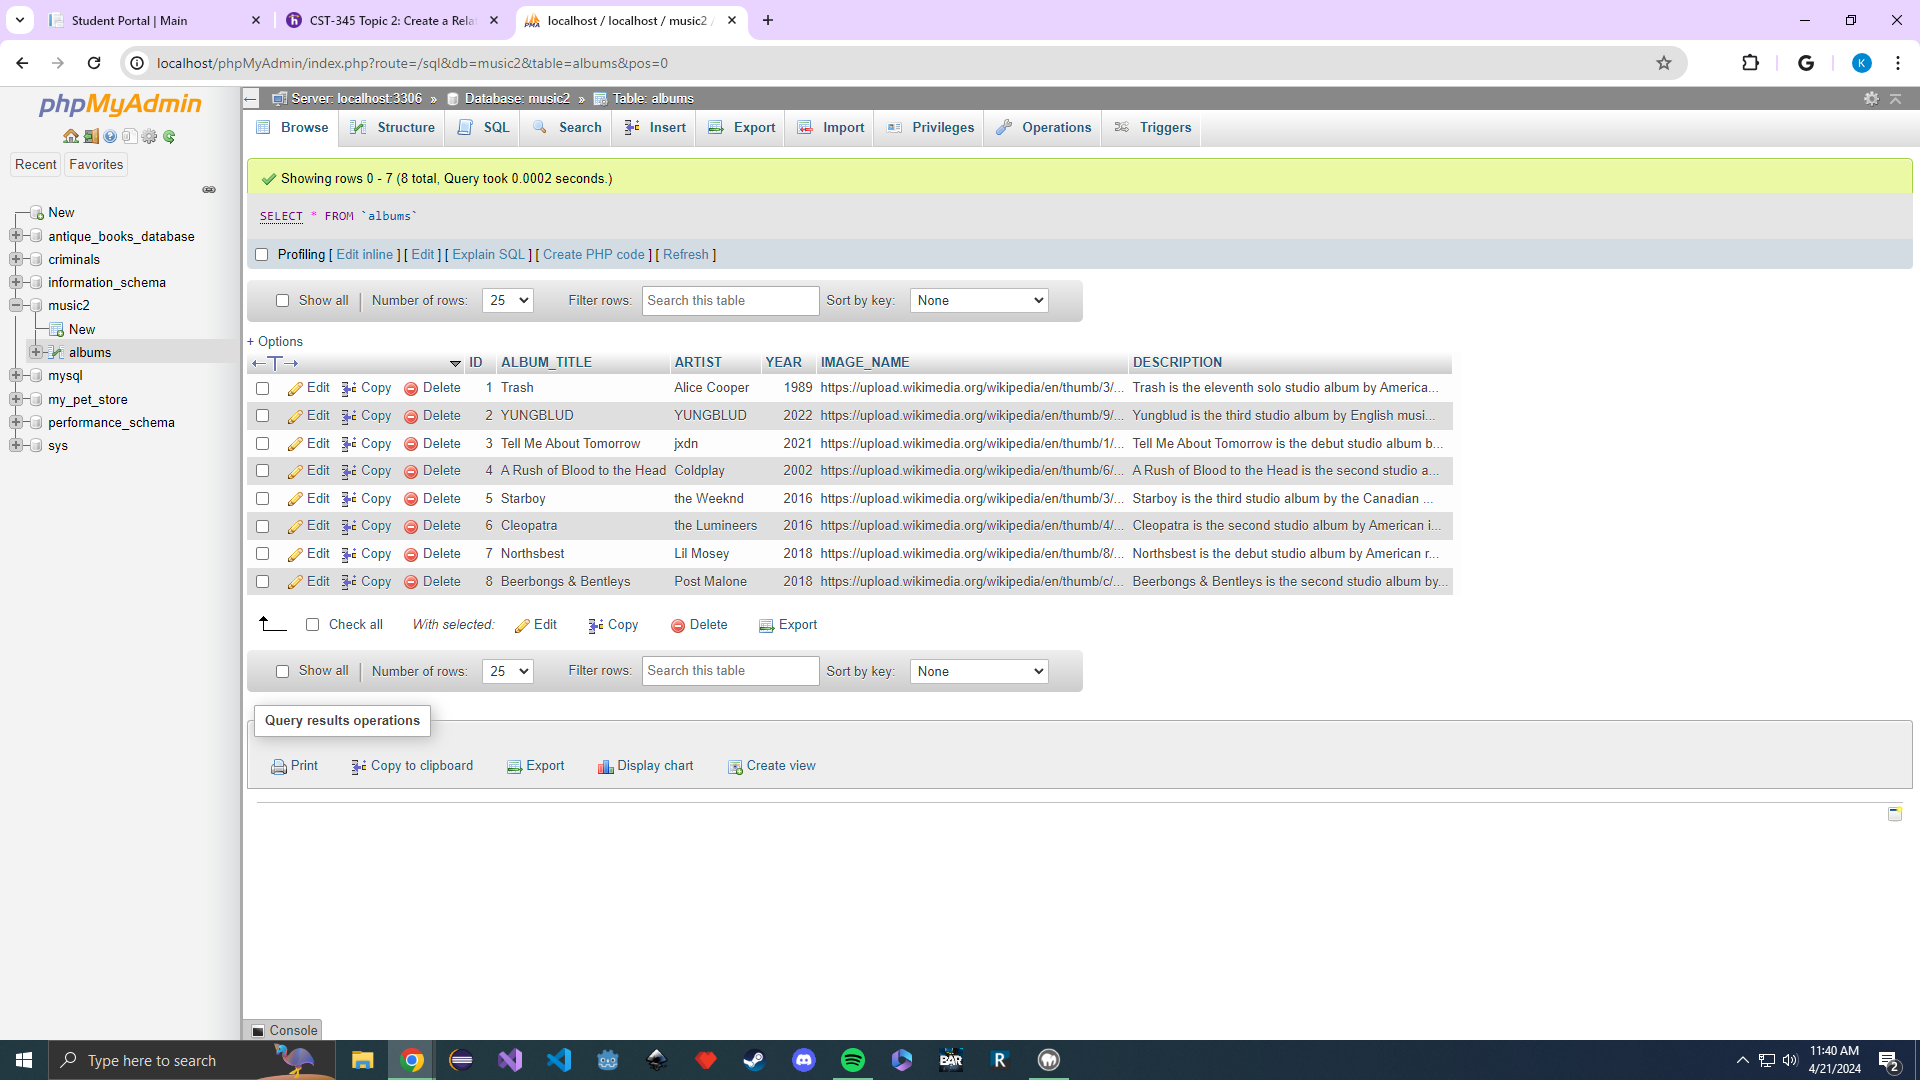 Student Portal | Main
CST-345 Topic 2: Create a Rela
localhost / localhost / music2 /
localhost/phpMyAdmin/index.php?route=/sql&db=music2&table=albums&pos=0
K
phpMyAdmin
Recent
Favorites
New
antique_books_database
criminals
information_schema
music2
New
albums
mysql
my_pet_store
performance_schema
sys
Server: localhost:3306 » Database: music2 » Table: albums
Browse Structure SQL Search Insert Export Import Privileges Operations Triggers
Showing rows 0 - 7 (8 total, Query took 0.0002 seconds.)
SELECT * FROM `albums`
Profiling [ Edit inline ] [ Edit ] [ Explain SQL ] [ Create PHP code ] [ Refresh ]
Show all | Number of rows: 25 Filter rows: Search this table Sort by key: None
+ Options
ID ALBUM_TITLE ARTIST YEAR IMAGE_NAME DESCRIPTION
Edit Copy Delete 1 Trash Alice Cooper 1989 https://upload.wikimedia.org/wikipedia/en/thumb/3/... Trash is the eleventh solo studio album by America...
Edit Copy Delete 2 YUNGBLUD YUNGBLUD 2022 https://upload.wikimedia.org/wikipedia/en/thumb/9/... Yungblud is the third studio album by English musi...
Edit Copy Delete 3 Tell Me About Tomorrow jxdn 2021 https://upload.wikimedia.org/wikipedia/en/thumb/1/... Tell Me About Tomorrow is the debut studio album b...
Edit Copy Delete 4 A Rush of Blood to the Head Coldplay 2002 https://upload.wikimedia.org/wikipedia/en/thumb/6/... A Rush of Blood to the Head is the second studio a...
Edit Copy Delete 5 Starboy the Weeknd 2016 https://upload.wikimedia.org/wikipedia/en/thumb/3/... Starboy is the third studio album by the Canadian ...
Edit Copy Delete 6 Cleopatra the Lumineers 2016 https://upload.wikimedia.org/wikipedia/en/thumb/4/... Cleopatra is the second studio album by American i...
Edit Copy Delete 7 Northsbest Lil Mosey 2018 https://upload.wikimedia.org/wikipedia/en/thumb/8/... Northsbest is the debut studio album by American r...
Edit Copy Delete 8 Beerbongs & Bentleys Post Malone 2018 https://upload.wikimedia.org/wikipedia/en/thumb/c/... Beerbongs & Bentleys is the second studio album by...
Check all With selected: Edit Copy Delete Export
Show all | Number of rows: 25 Filter rows: Search this table Sort by key: None
Query results operations
Print Copy to clipboard Export Display chart Create view
Console
Type here to search
BAR
R
11:40 AM
4/21/2024
2